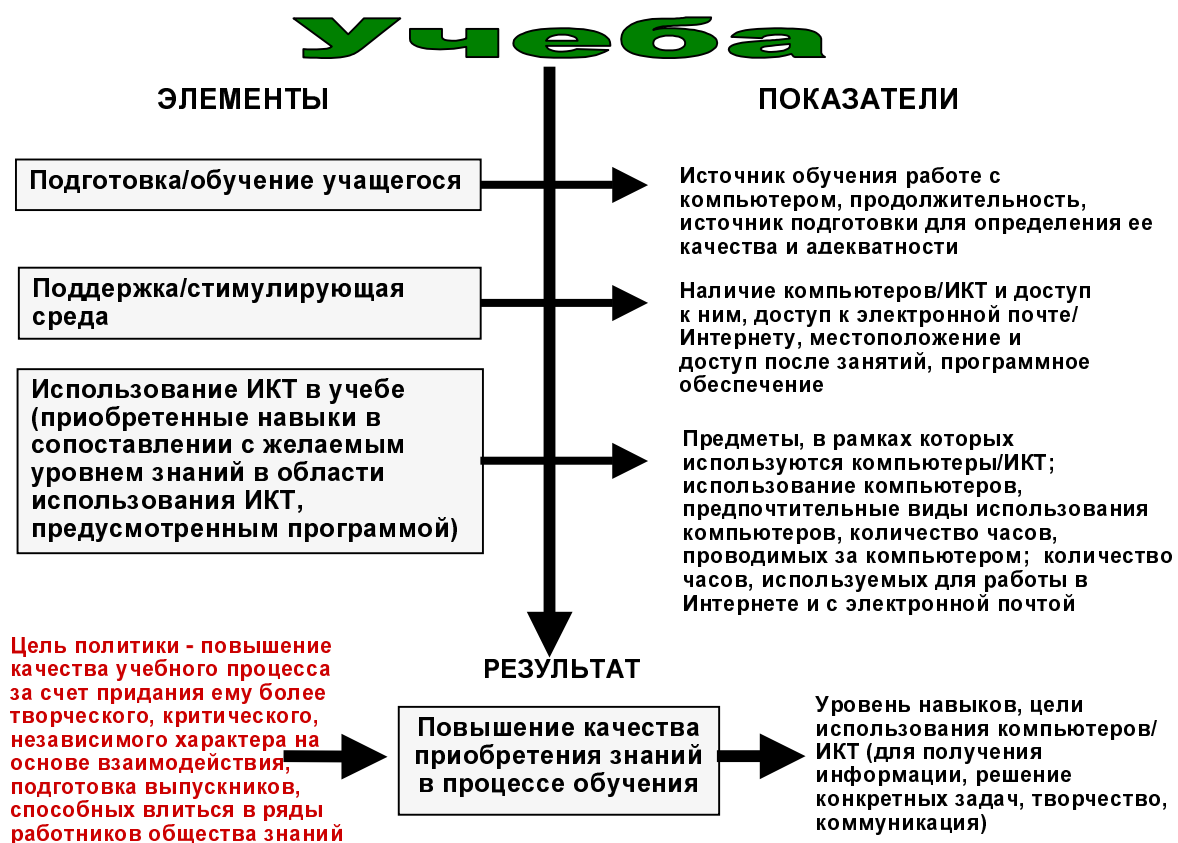 Учеба
ЭЛЕМЕНТЫ
ПОКАЗАТЕЛИ
Подготовка/обучение учащегося
Источник обучения работе с
компьютером, продолжительность,
источник подготовки для определения ее
качества и адекватности
Поддержка/стимулирующая
среда
Наличие компьютеров/ИКТ и доступ
к ним, доступ к электронной почте/
Интернету, местоположение и
доступ после занятий, программное
обеспечение
Использование ИКТ в учебе
(приобретенные навыки в
сопоставлении с желаемым
уровнем знаний в области
использования ИКТ,
предусмотренным программой)
Предметы, в рамках которых
используются компьютеры/ИКТ;
использование компьютеров,
предпочтительные виды использования
компьютеров, количество часов,
проводимых за компьютером; количество
часов, используемых для работы в
Интернете и с электронной почтой
Цель политики - повышение
качества учебного процесса
за счет придания ему более
творческого, критического,
независимого характера на
основе взаимодействия,
подготовка выпускников,
способных влиться в ряды
работников общества знаний
РЕЗУЛЬТАТ
Повышение качества
приобретения знаний
в процессе обучения
Уровень навыков, цели
использования компьютеров/
ИКТ (для получения
информации, решение
конкретных задач, творчество,
коммуникация)